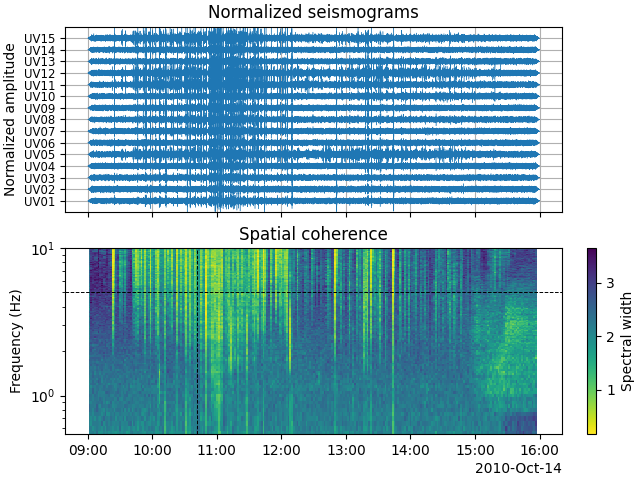 Normalized seismograms
Normalized amplitude
UV15
UV14
UV13
UV12
UV11
UV10
UV09
UV08
UV07
UV06
UV05
UV04
UV03
UV02
UV01
Spatial coherence
Frequency (Hz)
10¹
10⁰
09:00 10:00 11:00 12:00 13:00 14:00 15:00 16:00
2010-Oct-14
3
2
1
Spectral width